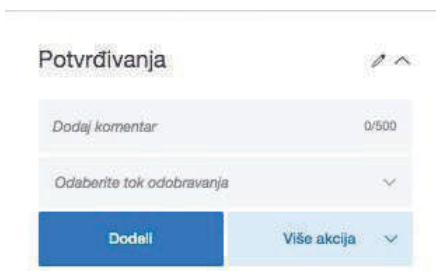 Potvrđivanja
Dodaj komentar 0/500
Odaberite tok odobravanja
Dodeli Više akcija